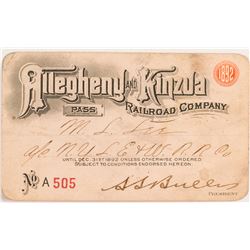 Allegheny AND Kinzua
1892
PASS RAILROAD COMPANY
M. L.
a/c N.Y.L.E & W. R.R. Co
UNTIL DEC. 31ST 1892 UNLESS OTHERWISE ORDERED
SUBJECT TO CONDITIONS ENDORSED HEREON.
No A 505
PRESIDENT